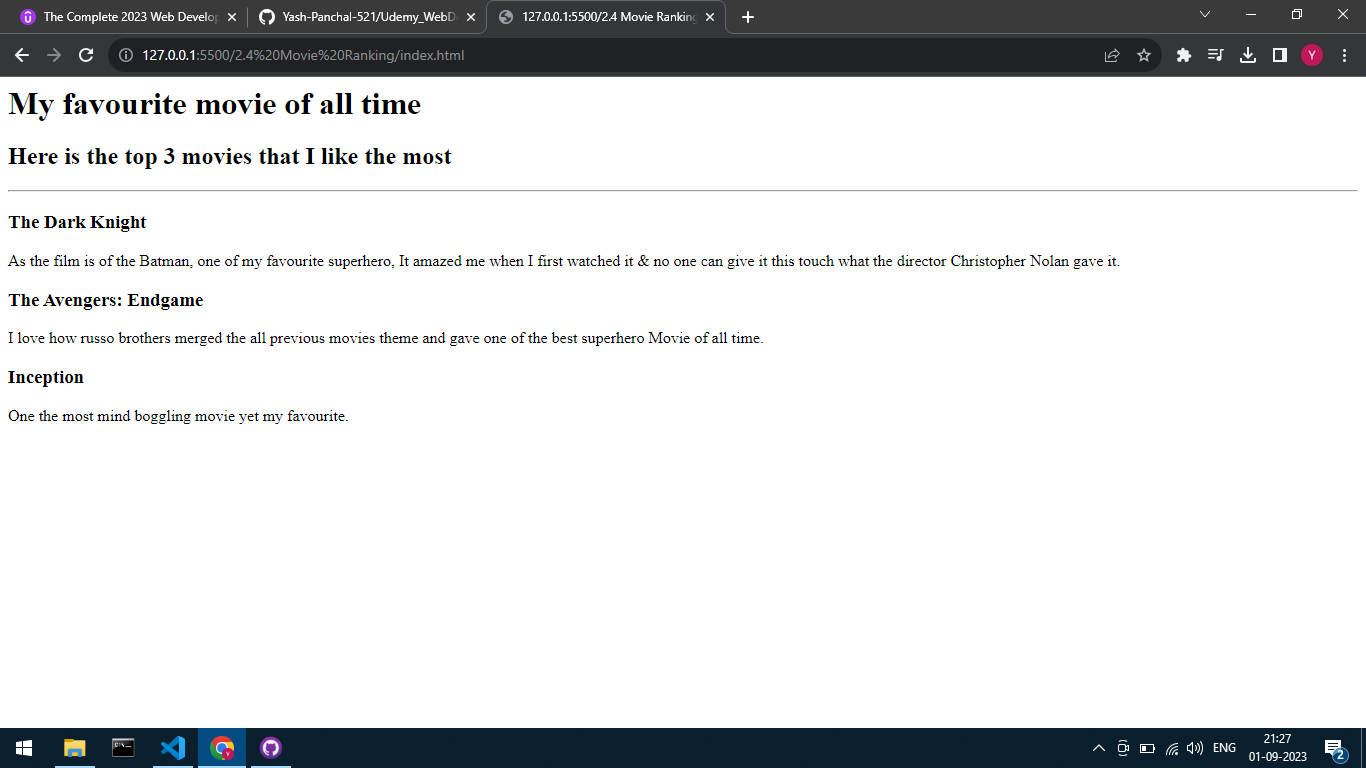 The Complete 2023 Web Develop
Yash-Panchal-521/Udemy_WebD
127.0.0.1:5500/2.4 Movie Ranking
127.0.0.1:5500/2.4%20Movie%20Ranking/index.html
Y
My favourite movie of all time
Here is the top 3 movies that I like the most
The Dark Knight
As the film is of the Batman, one of my favourite superhero, It amazed me when I first watched it & no one can give it this touch what the director Christopher Nolan gave it.
The Avengers: Endgame
I love how russo brothers merged the all previous movies theme and gave one of the best superhero Movie of all time.
Inception
One the most mind boggling movie yet my favourite.
ENG
21:27
01-09-2023
2